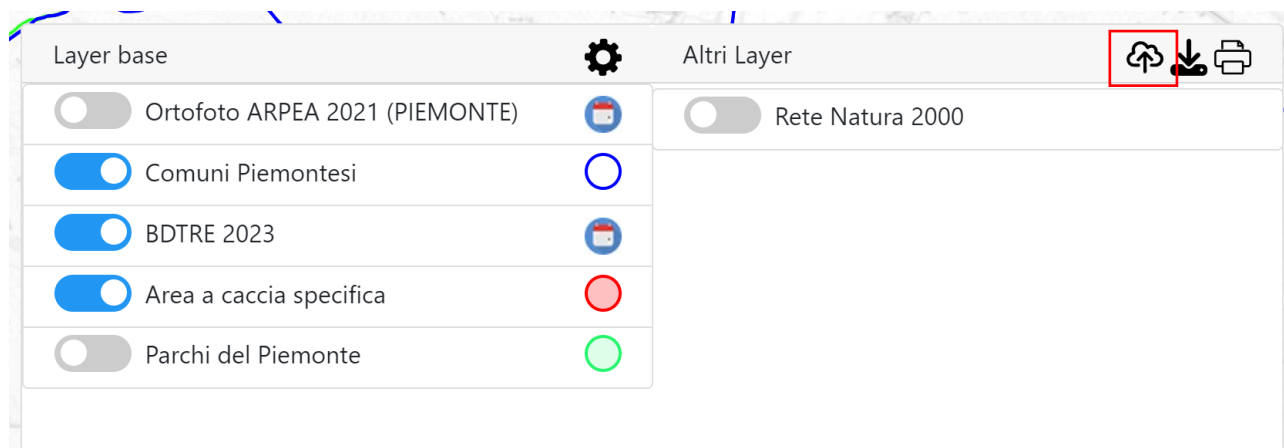 Layer base
Ortofoto ARPEA 2021 (PIEMONTE)
Comuni Piemontesi
BDTRE 2023
Area a caccia specifica
Parchi del Piemonte
Altri Layer
Rete Natura 2000